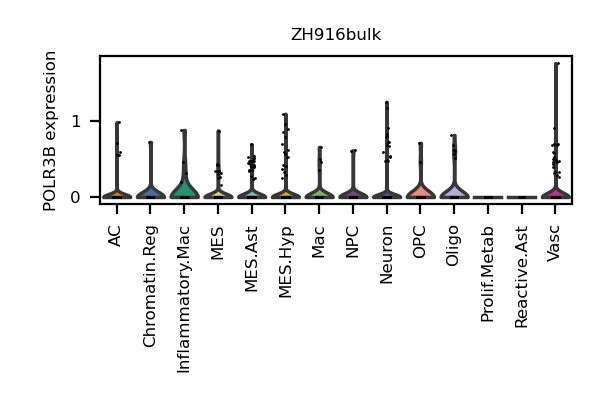 ZH916bulk
POLR3B expression
1
0
AC
Chromatin.Reg
Inflammatory.Mac
MES
MES.Ast
MES.Hyp
Mac
NPC
Neuron
OPC
Oligo
Prolif.Metab
Reactive.Ast
Vasc